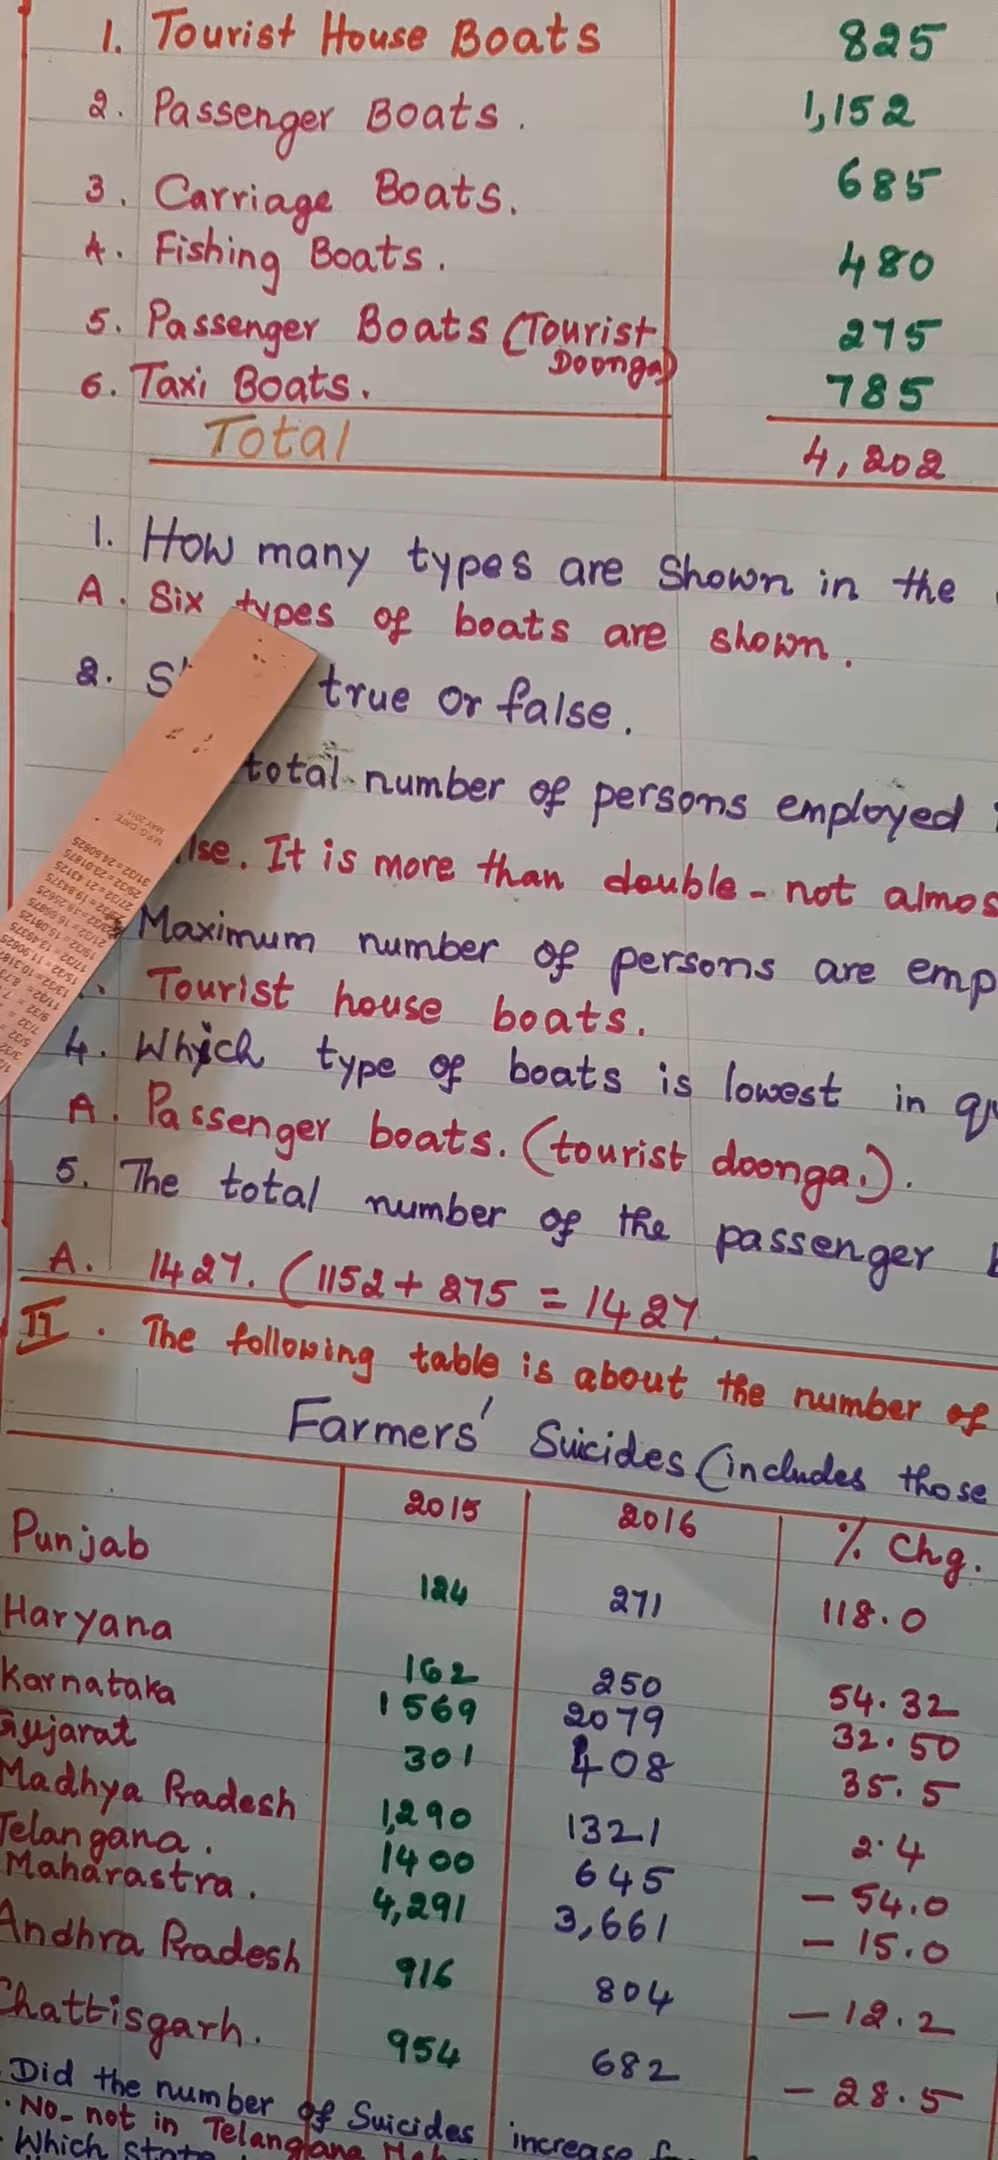 1. Tourist House Boats 825
2. Passenger Boats. 1,152
3. Carriage Boats. 685
4. Fishing Boats. 480
5. Passenger Boats (Tourist Doonga) 275
6. Taxi Boats. 785
Total 4,202
1. How many types are shown in the
A. Six types of boats are shown.
2. true or false.
total number of persons employed
It is more than double - not almos
Maximum number of persons are emp
Tourist house boats.
4. Which type of boats is lowest in qu
A. Passenger boats. (tourist doonga.).
5. The total number of the passenger
A. 1427. (1152 + 275 = 1427
II. The following table is about the number of
Farmers' Suicides (includes those
2015 2016 % Chg.
Punjab 124 271 118.0
Haryana 162 250 54.32
Karnataka 1569 2079 32.50
Gujarat 301 408 35.5
Madhya Pradesh 1,290 1321 2.4
Telangana. 1400 645 - 54.0
Maharastra. 4,291 3,661 - 15.0
Andhra Pradesh 916 804 - 12.2
Chattisgarh. 954 682 - 28.5
Did the number of Suicides increase
No - not in Telangana
Which